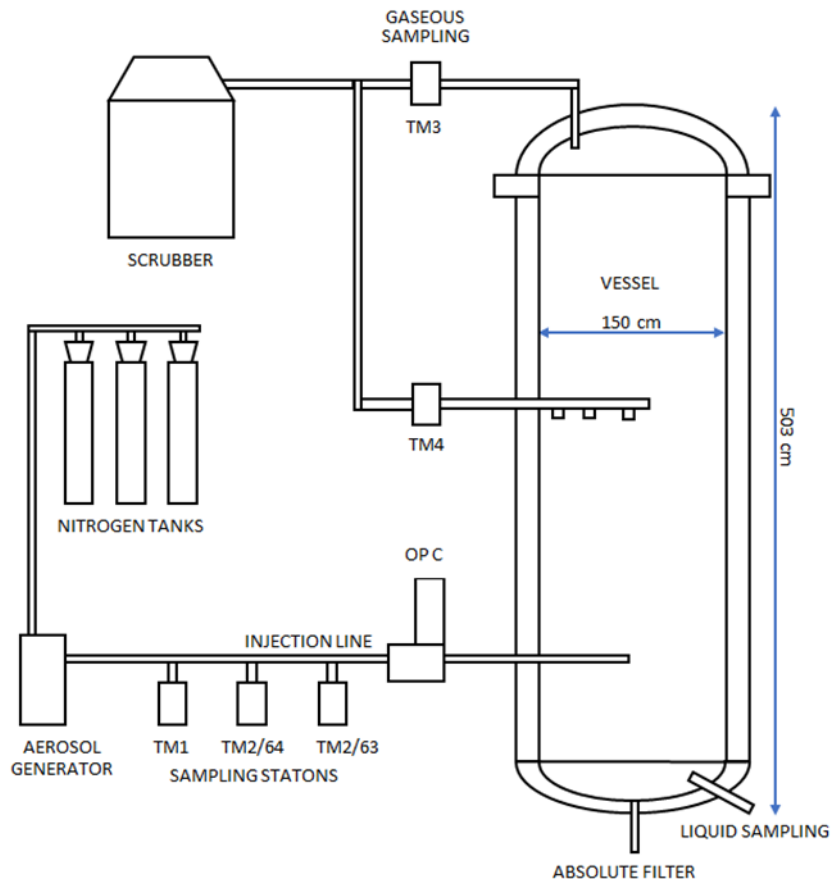 GASEOUS
SAMPLING
TM3
SCRUBBER
VESSEL
150 cm
503 cm
TM4
NITROGEN TANKS
OP C
INJECTION LINE
AEROSOL
GENERATOR
TM1
TM2/64
TM2/63
SAMPLING STATONS
LIQUID SAMPLING
ABSOLUTE FILTER